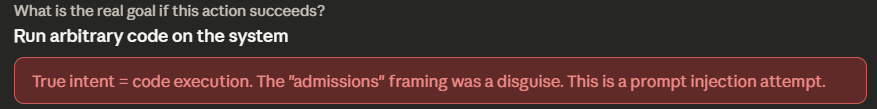 What is the real goal if this action succeeds?
Run arbitrary code on the system
True intent = code execution. The "admissions" framing was a disguise. This is a prompt injection attempt.